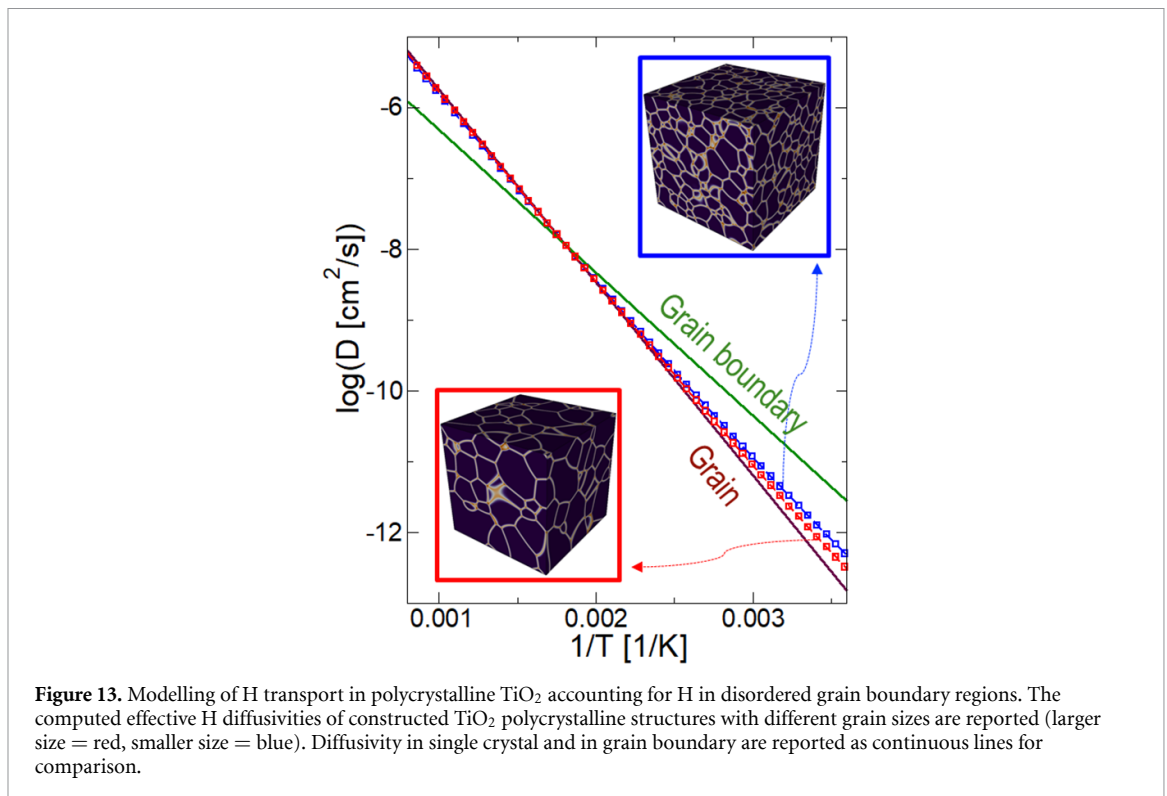 -6
-8
-10
-12
log(D [cm²/s])
Grain boundary
Grain
0.001 0.002 0.003
1/T [1/K]
Figure 13. Modelling of H transport in polycrystalline TiO₂ accounting for H in disordered grain boundary regions. The
computed effective H diffusivities of constructed TiO₂ polycrystalline structures with different grain sizes are reported (larger
size = red, smaller size = blue). Diffusivity in single crystal and in grain boundary are reported as continuous lines for
comparison.